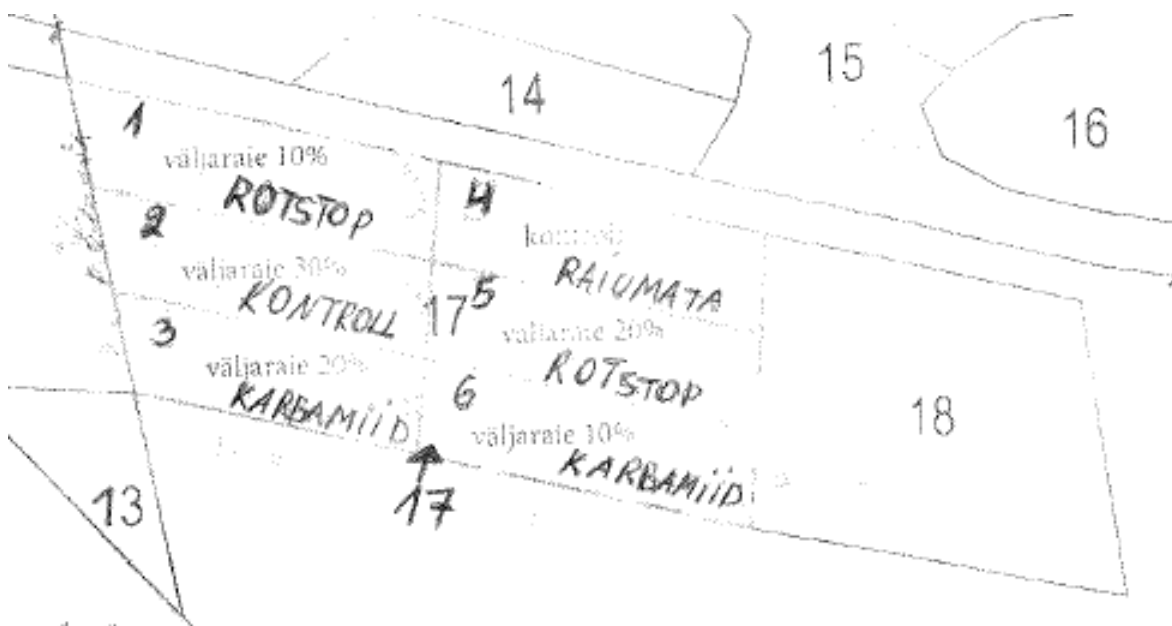 14
15
16
1
väljaraie 10%
ROTSTOP
2
väljaraie 30%
KONTROLL
3
väljaraie 20%
KARBAMIID
4
kontroll
RAIUMATA
17
5
väljaraie 20%
ROTSTOP
6
väljaraie 10%
KARBAMIID
18
13
17